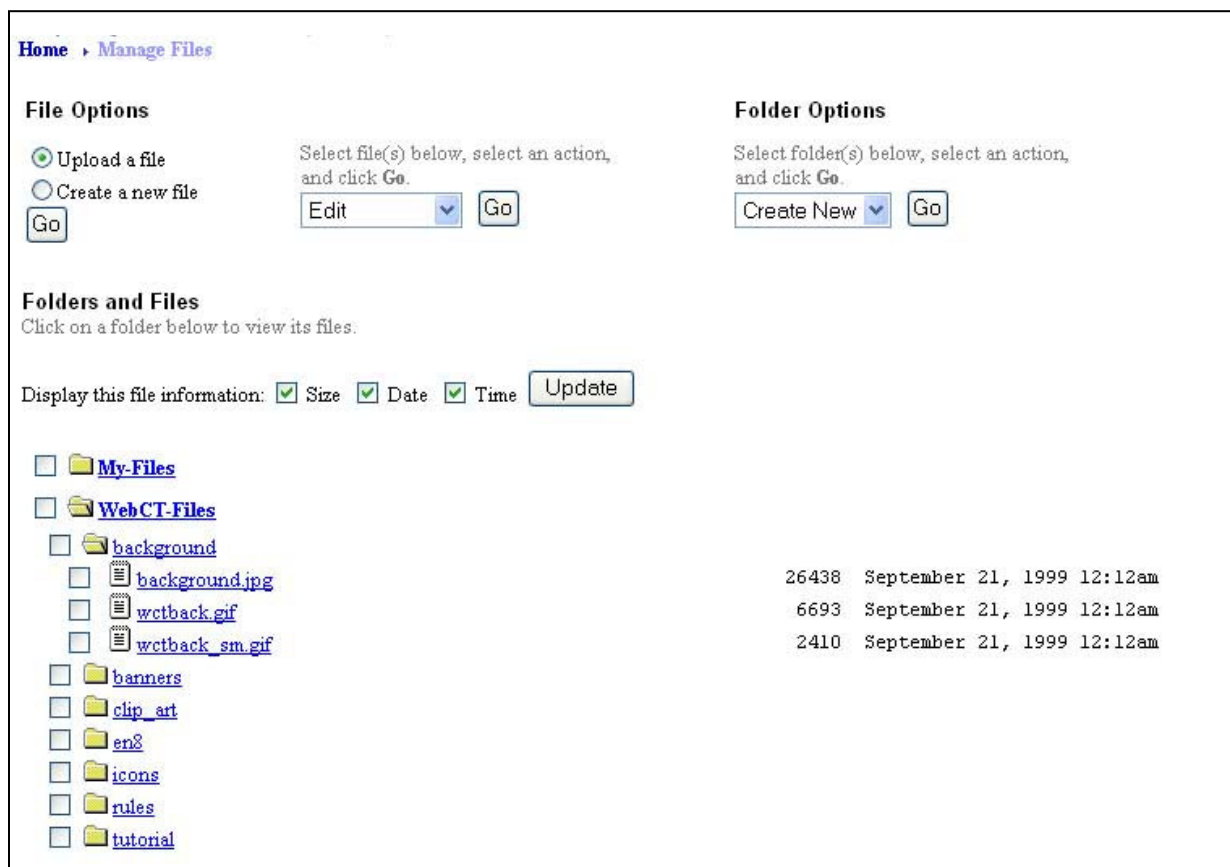 Home Manage Files
File Options
Folder Options
Upload a file
Create a new file
Go
Select file(s) below, select an action,
and click Go.
Edit
Go
Select folder(s) below, select an action,
and click Go.
Create New
Go
Folders and Files
Click on a folder below to view its files.
Display this file information: Size Date Time Update
My-Files
WebCT-Files
background
background.jpg 26438 September 21, 1999 12:12am
wctback.gif 6693 September 21, 1999 12:12am
wctback_sm.gif 2410 September 21, 1999 12:12am
banners
clip_art
en8
icons
rules
tutorial